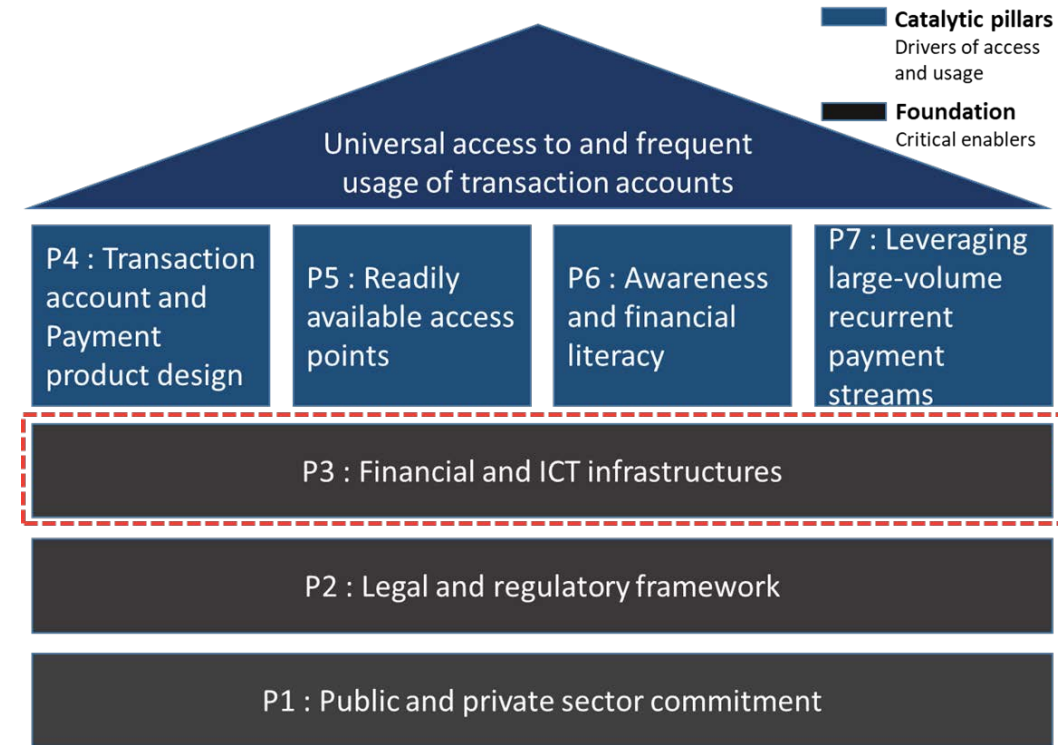 Catalytic pillars
Drivers of access
and usage
Foundation
Critical enablers
Universal access to and frequent
usage of transaction accounts
P4 : Transaction
account and
Payment
product design
P5 : Readily
available access
points
P6 : Awareness
and financial
literacy
P7 : Leveraging
large-volume
recurrent
payment
streams
P3 : Financial and ICT infrastructures
P2 : Legal and regulatory framework
P1 : Public and private sector commitment